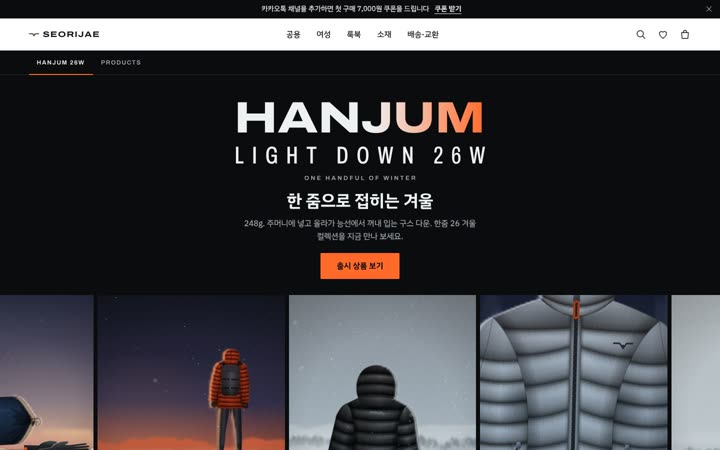 카카오톡 채널을 추가하면 첫 구매 7,000원 쿠폰을 드립니다 쿠폰 받기
SEORIJAE
공용 여성 룩북 소재 배송·교환
HANJUM 26W PRODUCTS
HANJUM
LIGHT DOWN 26W
ONE HANDFUL OF WINTER
한 줌으로 접히는 겨울
248g. 주머니에 넣고 올라가 능선에서 꺼내 입는 구스 다운. 한줌 26 겨울
컬렉션을 지금 만나 보세요.
출시 상품 보기